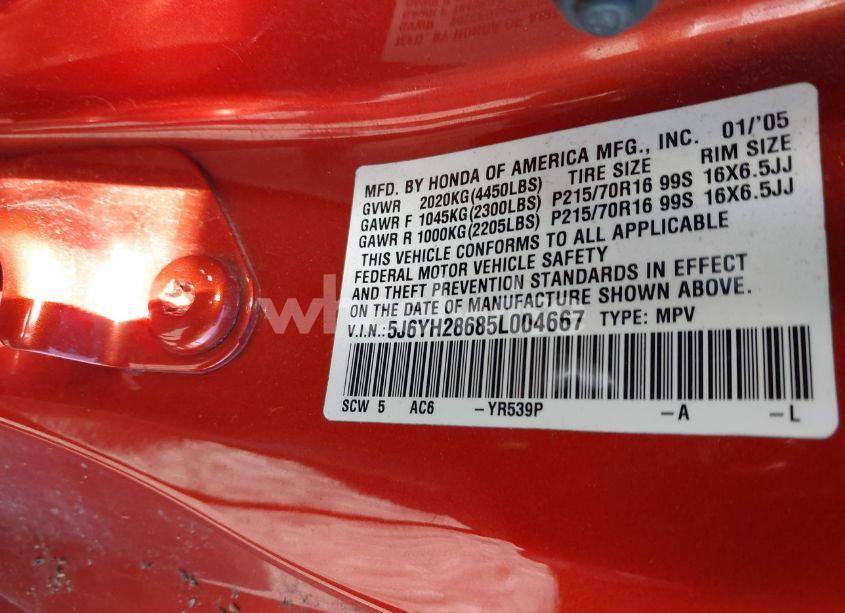 MFD. BY HONDA OF AMERICA MFG., INC. 01/'05
GVWR 2020KG(4450LBS) TIRE SIZE RIM SIZE
GAWR F 1045KG(2300LBS) P215/70R16 99S 16X6.5JJ
GAWR R 1000KG(2205LBS) P215/70R16 99S 16X6.5JJ
THIS VEHICLE CONFORMS TO ALL APPLICABLE
FEDERAL MOTOR VEHICLE SAFETY
AND THEFT PREVENTION STANDARDS IN EFFECT
ON THE DATE OF MANUFACTURE SHOWN ABOVE.
V.I.N.: 5J6YH28685L004667 TYPE: MPV
SCW 5 AC6 -YR539P -A -L